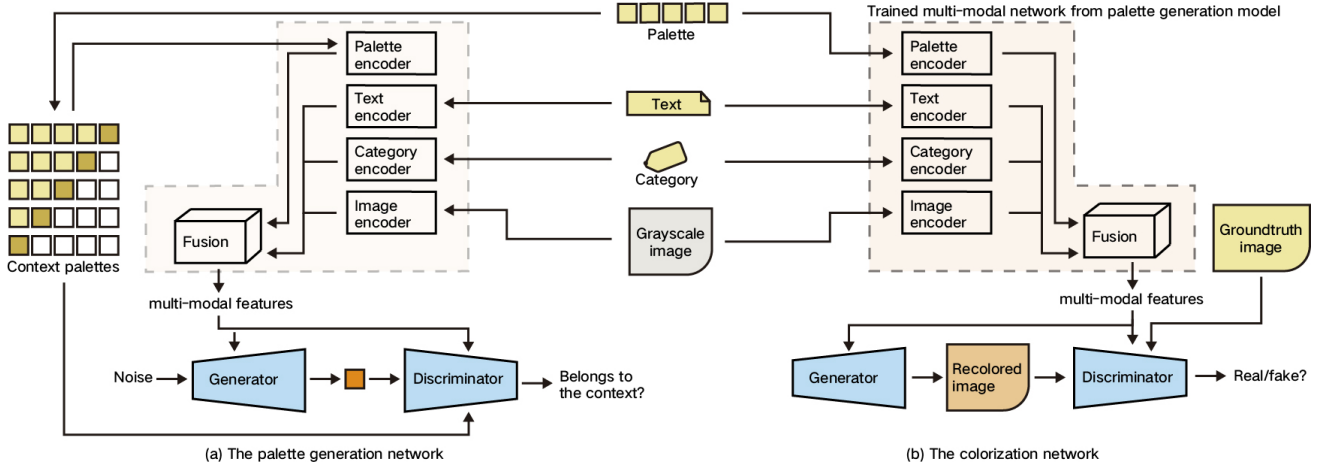 Trained multi-modal network from palette generation model
Palette
Palette
encoder
Text
encoder
Category
encoder
Image
encoder
Fusion
Context palettes
multi-modal features
Noise
Generator
Discriminator
Belongs to
the context?
(a) The palette generation network
Text
Category
Grayscale
image
Palette
encoder
Text
encoder
Category
encoder
Image
encoder
Fusion
Groundtruth
image
multi-modal features
Generator
Recolored
image
Discriminator
Real/fake?
(b) The colorization network